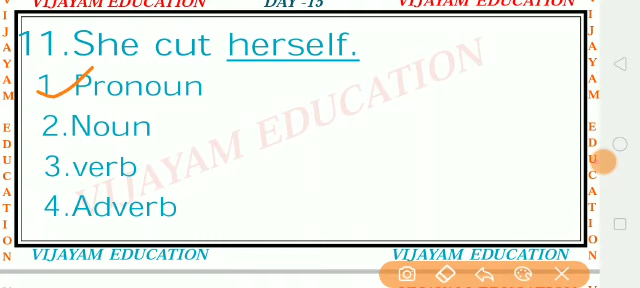 VIJAYAM EDUCATION DAY -15 VIJAYAM EDUCATION
11.She cut herself.
1.Pronoun
2.Noun
3.verb
4.Adverb
VIJAYAM EDUCATION
VIJAYAM EDUCATION
VIJAYAM EDUCATION
VIJAYAM EDUCATION VIJAYAM EDUCATION